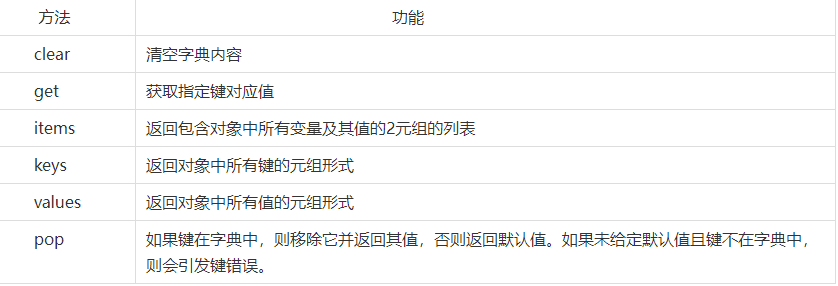 方法 功能
clear 清空字典内容
get 获取指定键对应值
items 返回包含对象中所有变量及其值的2元组的列表
keys 返回对象中所有键的元组形式
values 返回对象中所有值的元组形式
pop 如果键在字典中，则移除它并返回其值，否则返回默认值。如果未给定默认值且键不在字典中，
则会引发键错误。